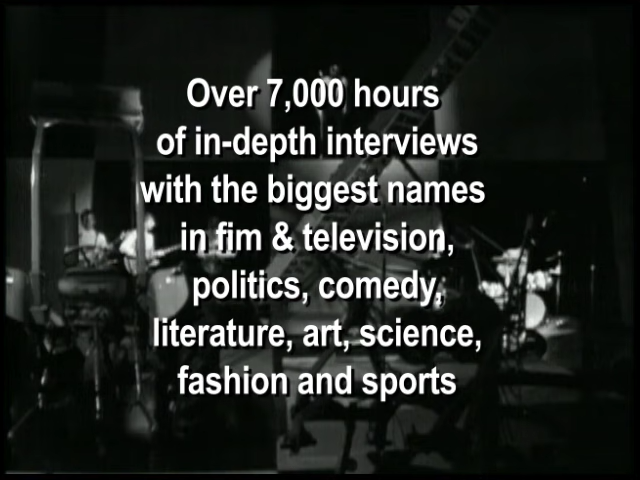 Over 7,000 hours
of in-depth interviews
with the biggest names
in fim & television,
politics, comedy,
literature, art, science,
fashion and sports